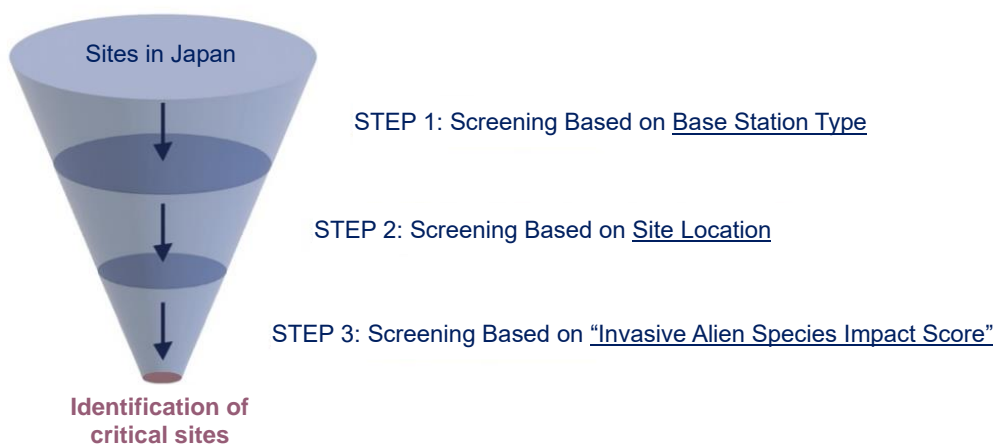 Sites in Japan
STEP 1: Screening Based on Base Station Type
STEP 2: Screening Based on Site Location
STEP 3: Screening Based on “Invasive Alien Species Impact Score”
Identification of
critical sites